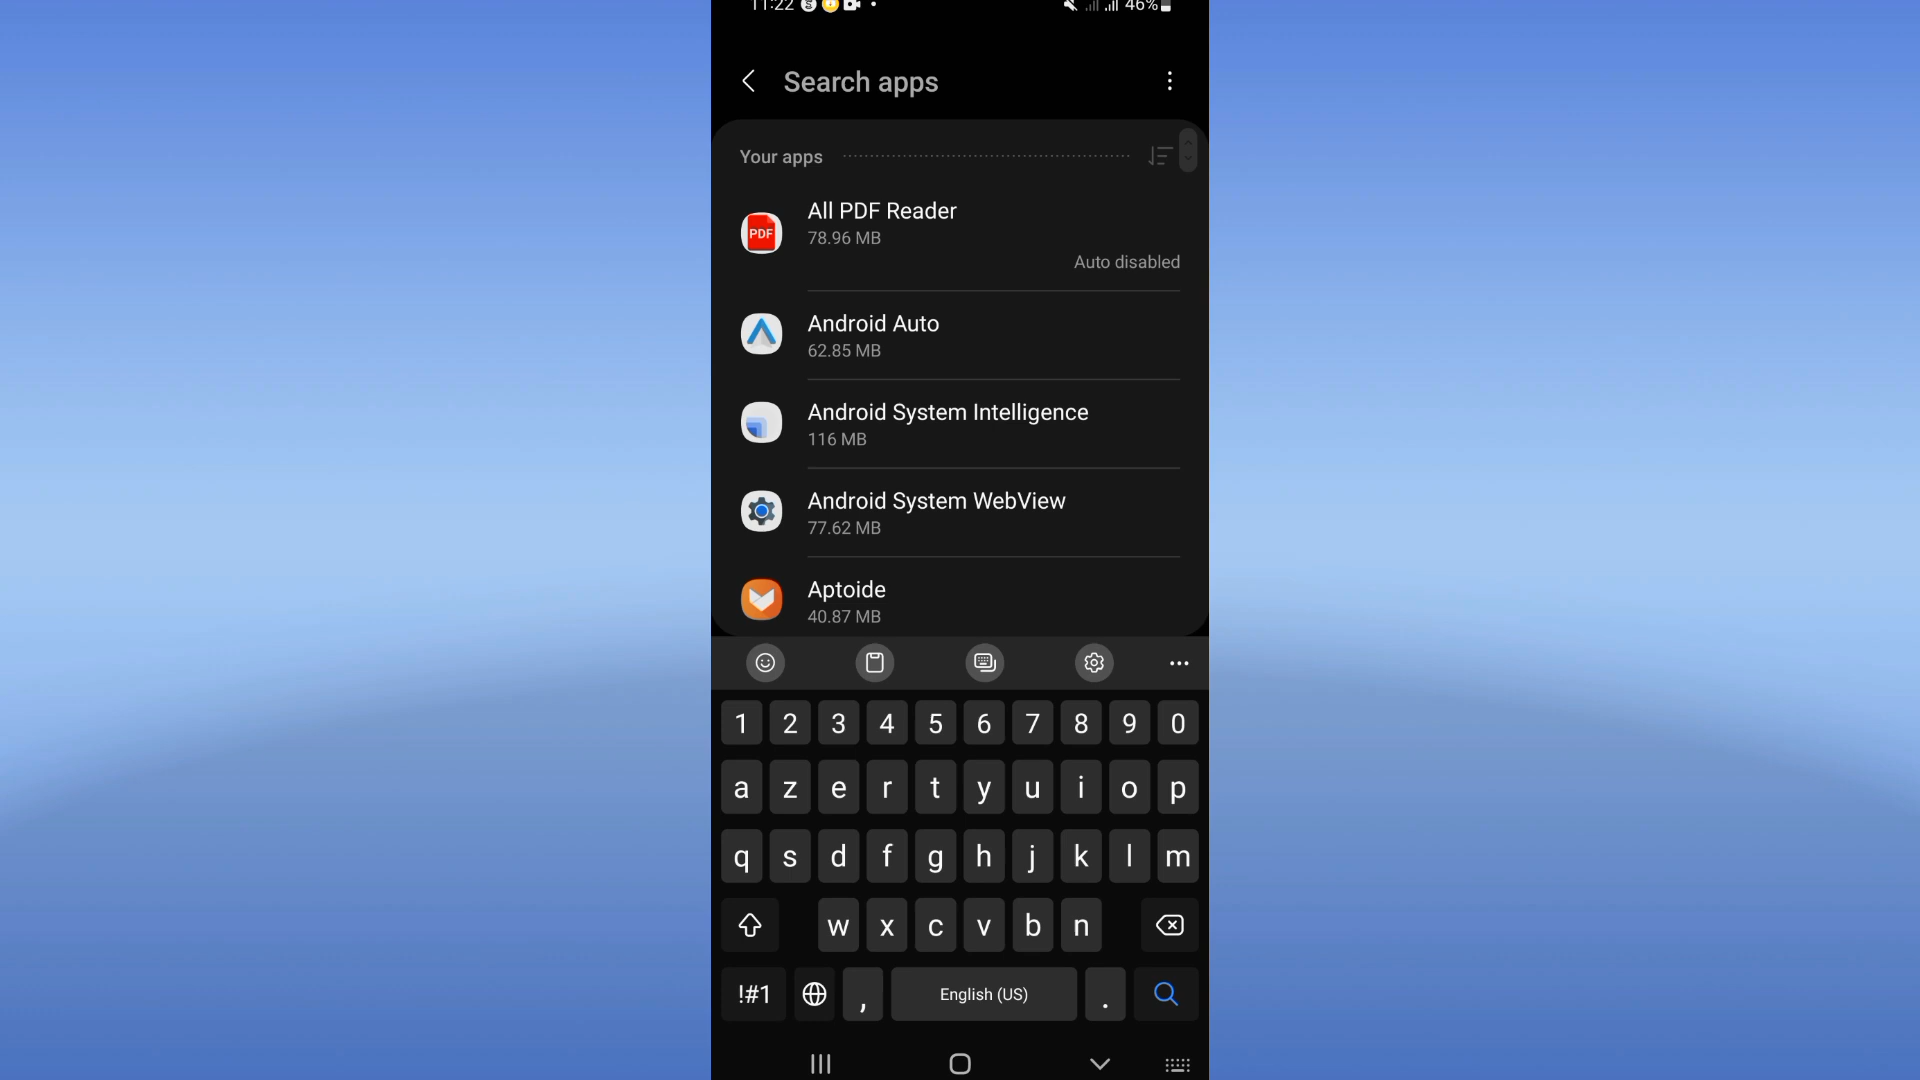 11:22 46%
Search apps
Your apps
PDF
All PDF Reader
78.96 MB
Auto disabled
Android Auto
62.85 MB
Android System Intelligence
116 MB
Android System WebView
77.62 MB
Aptoide
40.87 MB
1 2 3 4 5 6 7 8 9 0
a z e r t y u i o p
q s d f g h j k l m
w x c v b n
!#1 , English (US) .